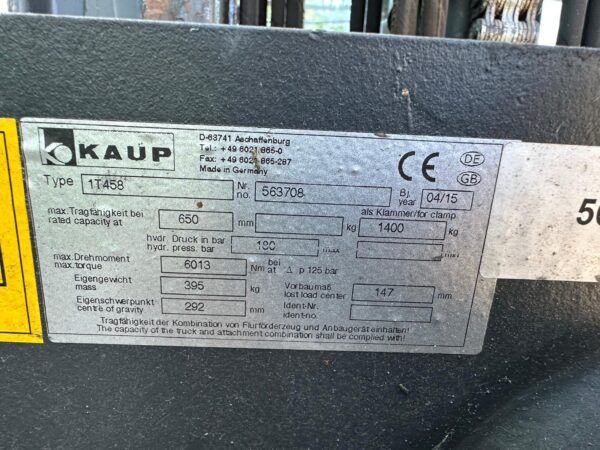 D-63741 Aschaffenburg
Tel.: +49 6021 865-0
Fax: +49 6021 865-287
Made in Germany
KAUP
CE DE
GB
Type 1T458 Nr. no. 563708 Bj. year 04/15
max. Tragfähigkeit bei als Klammer/for clamp
rated capacity at 650 mm kg 1400 kg
hydr. Druck in bar
hydr. press. bar 180 max min
max. Drehmoment bei
max. torque 6013 Nm at Δ p 125 bar
Eigengewicht Vorbaumaß
mass 395 kg lost load center 147 mm
Eigenschwerpunkt Ident-Nr.
centre of gravity 292 mm ident-no.
Tragfähigkeit der Kombination von Flurförderzeug und Anbaugerät einhalten!
The capacity of the truck and attachment combination shall be complied with!